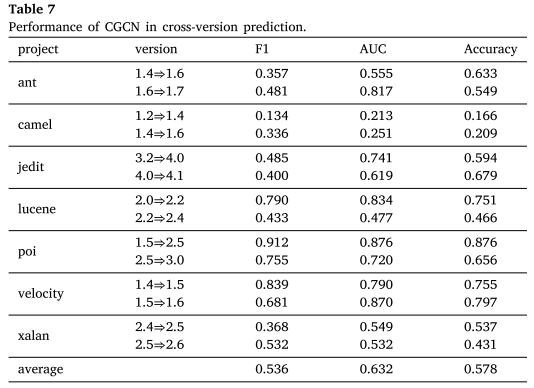 Table 7
Performance of CGCN in cross-version prediction.
project version F1 AUC Accuracy
ant 1.4⇒1.6 0.357 0.555 0.633
1.6⇒1.7 0.481 0.817 0.549
camel 1.2⇒1.4 0.134 0.213 0.166
1.4⇒1.6 0.336 0.251 0.209
jedit 3.2⇒4.0 0.485 0.741 0.594
4.0⇒4.1 0.400 0.619 0.679
lucene 2.0⇒2.2 0.790 0.834 0.751
2.2⇒2.4 0.433 0.477 0.466
poi 1.5⇒2.5 0.912 0.876 0.876
2.5⇒3.0 0.755 0.720 0.656
velocity 1.4⇒1.5 0.839 0.790 0.755
1.5⇒1.6 0.681 0.870 0.797
xalan 2.4⇒2.5 0.368 0.549 0.537
2.5⇒2.6 0.532 0.532 0.431
average 0.536 0.632 0.578